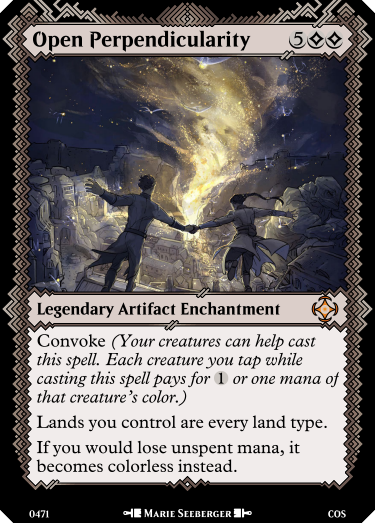 Open Perpendicularity 5
Legendary Artifact Enchantment
Convoke (Your creatures can help cast
this spell. Each creature you tap while
casting this spell pays for 1 or one mana of
that creature's color.)
Lands you control are every land type.
If you would lose unspent mana, it
becomes colorless instead.
0471 Marie Seeberger COS